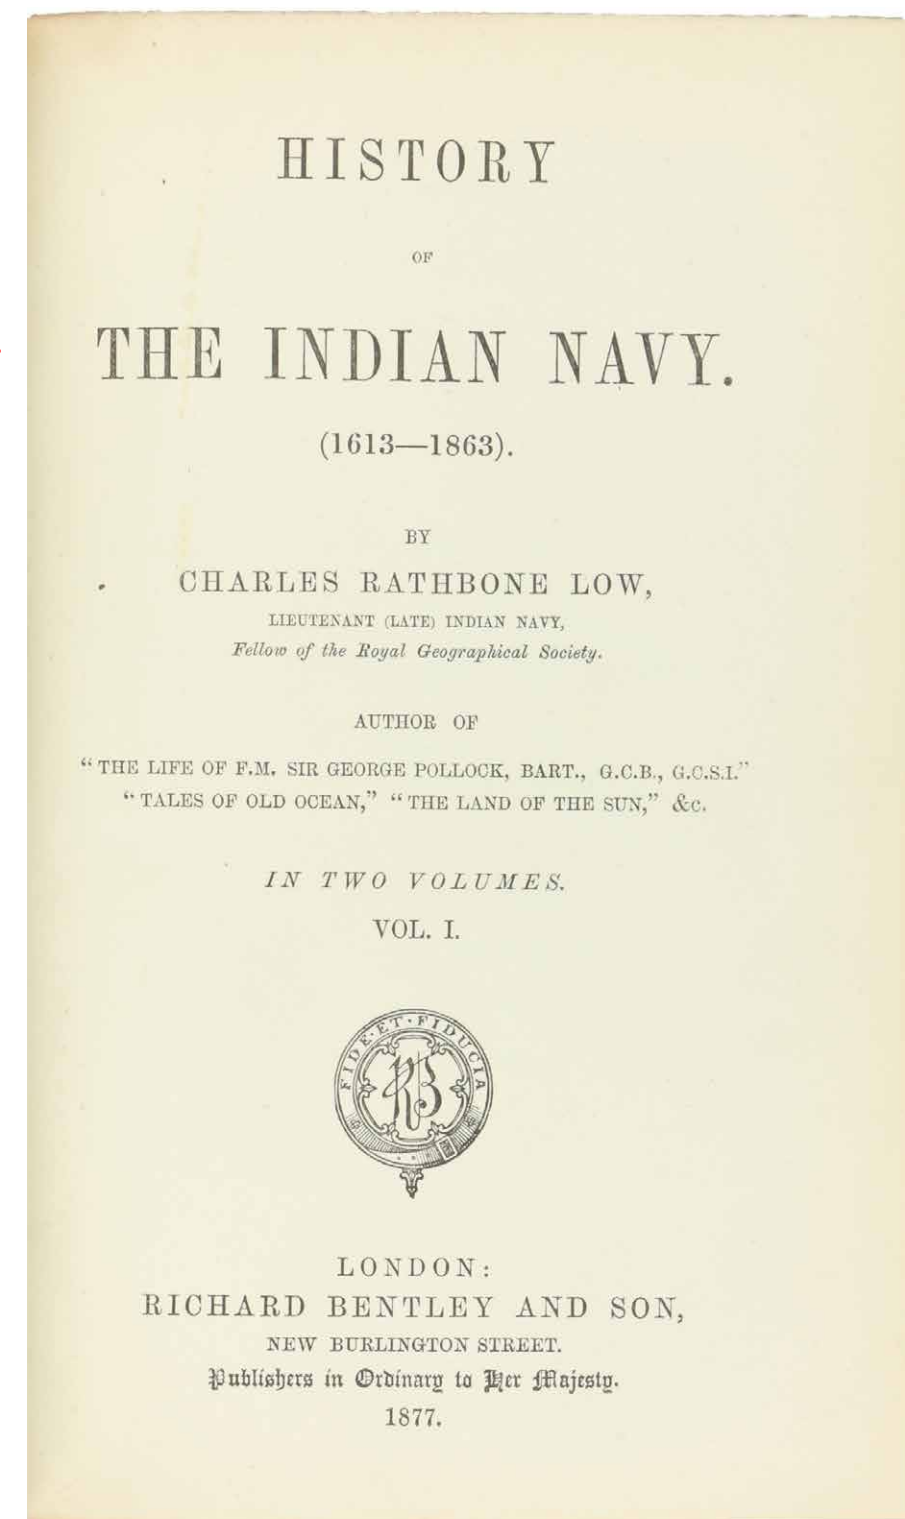 HISTORY
OF
THE INDIAN NAVY.
(1613—1863).
BY
CHARLES RATHBONE LOW,
LIEUTENANT (LATE) INDIAN NAVY,
Fellow of the Royal Geographical Society.
AUTHOR OF
“THE LIFE OF F.M. SIR GEORGE POLLOCK, BART., G.C.B., G.C.S.I.”
“TALES OF OLD OCEAN,” “THE LAND OF THE SUN,” &c.
IN TWO VOLUMES.
VOL. I.
FIDE·ET·FIDUCIA
RB
LONDON:
RICHARD BENTLEY AND SON,
NEW BURLINGTON STREET.
Publishers in Ordinary to Her Majesty.
1877.